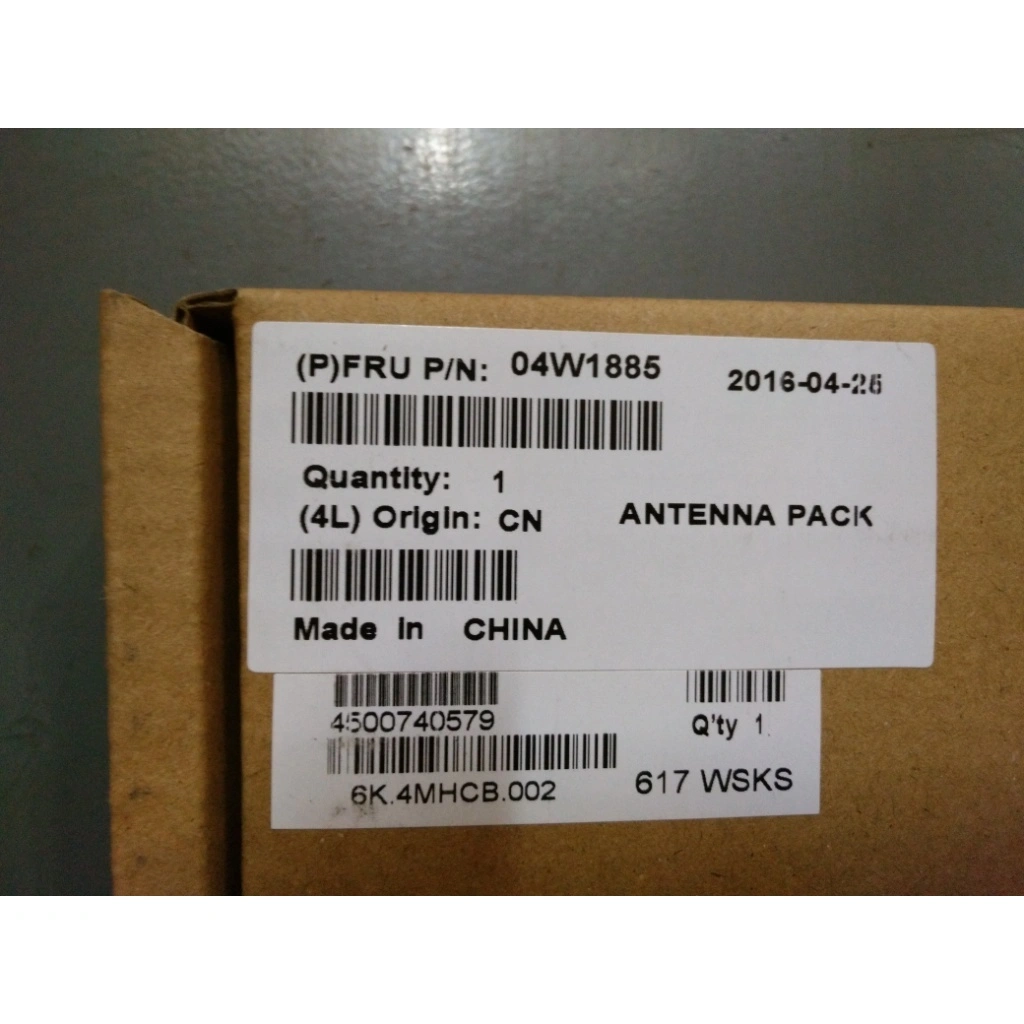 (P)FRU P/N: 04W1885
2016-04-26
Quantity: 1
(4L) Origin: CN
ANTENNA PACK
Made in CHINA
4500740579
Q'ty 1
6K.4MHCB.002
617 WSKS